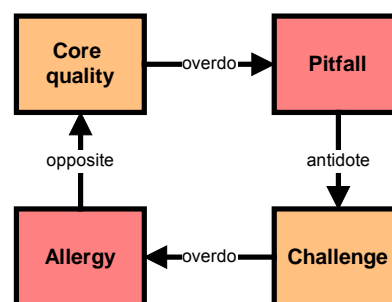 Core
quality
overdo
Pitfall
opposite
antidote
Allergy
overdo
Challenge